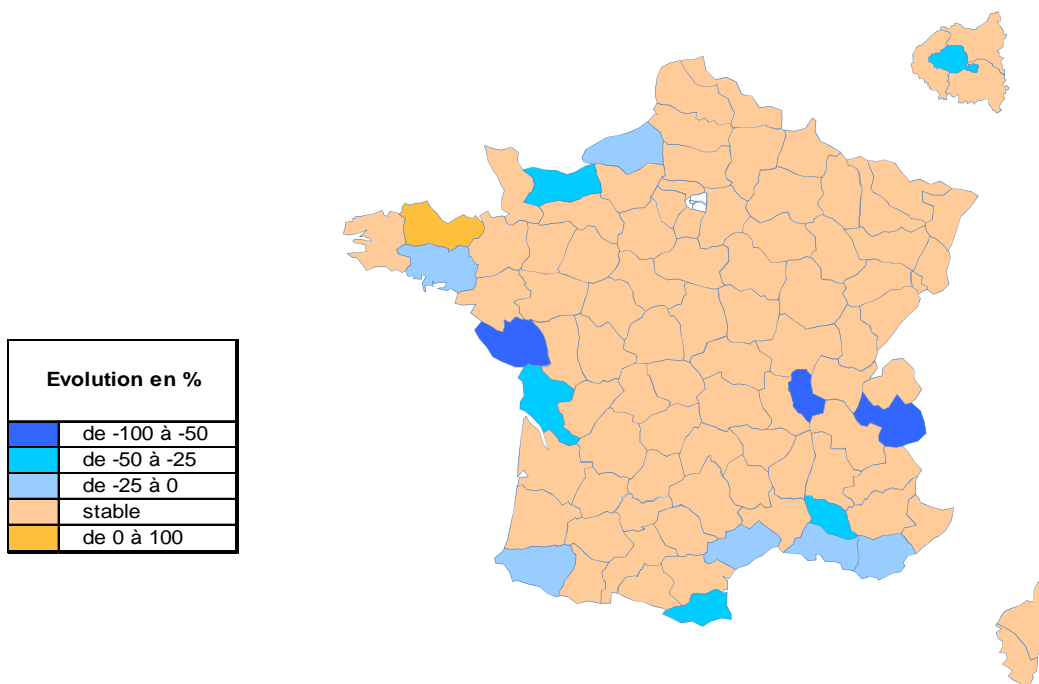 Evolution en %
de -100 à -50
de -50 à -25
de -25 à 0
stable
de 0 à 100